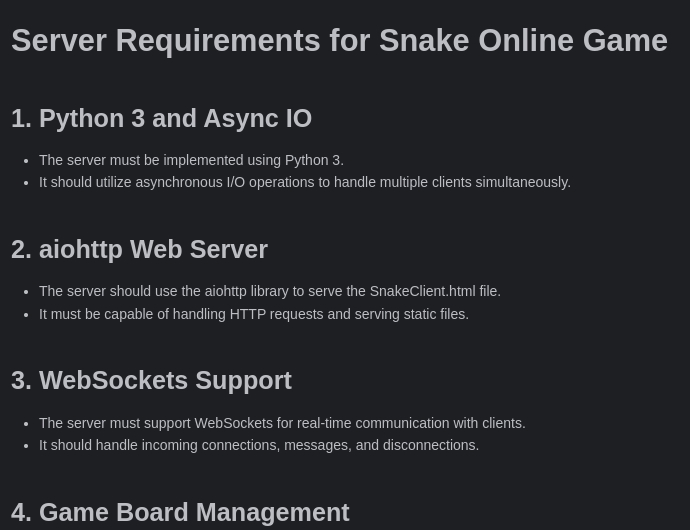 Server Requirements for Snake Online Game
1. Python 3 and Async IO
• The server must be implemented using Python 3.
• It should utilize asynchronous I/O operations to handle multiple clients simultaneously.
2. aiohttp Web Server
• The server should use the aiohttp library to serve the SnakeClient.html file.
• It must be capable of handling HTTP requests and serving static files.
3. WebSockets Support
• The server must support WebSockets for real-time communication with clients.
• It should handle incoming connections, messages, and disconnections.
4. Game Board Management